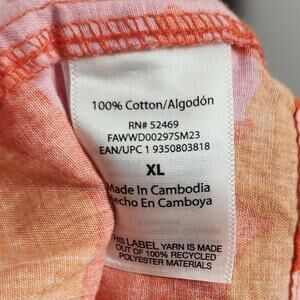 100% Cotton/Algodón
RN# 52469
FAWWD00297SM23
EAN/UPC 1 9350803818
XL
Made In Cambodia
Hecho En Camboya
THIS LABEL YARN IS MADE
OUT OF 100% RECYCLED
POLYESTER MATERIALS